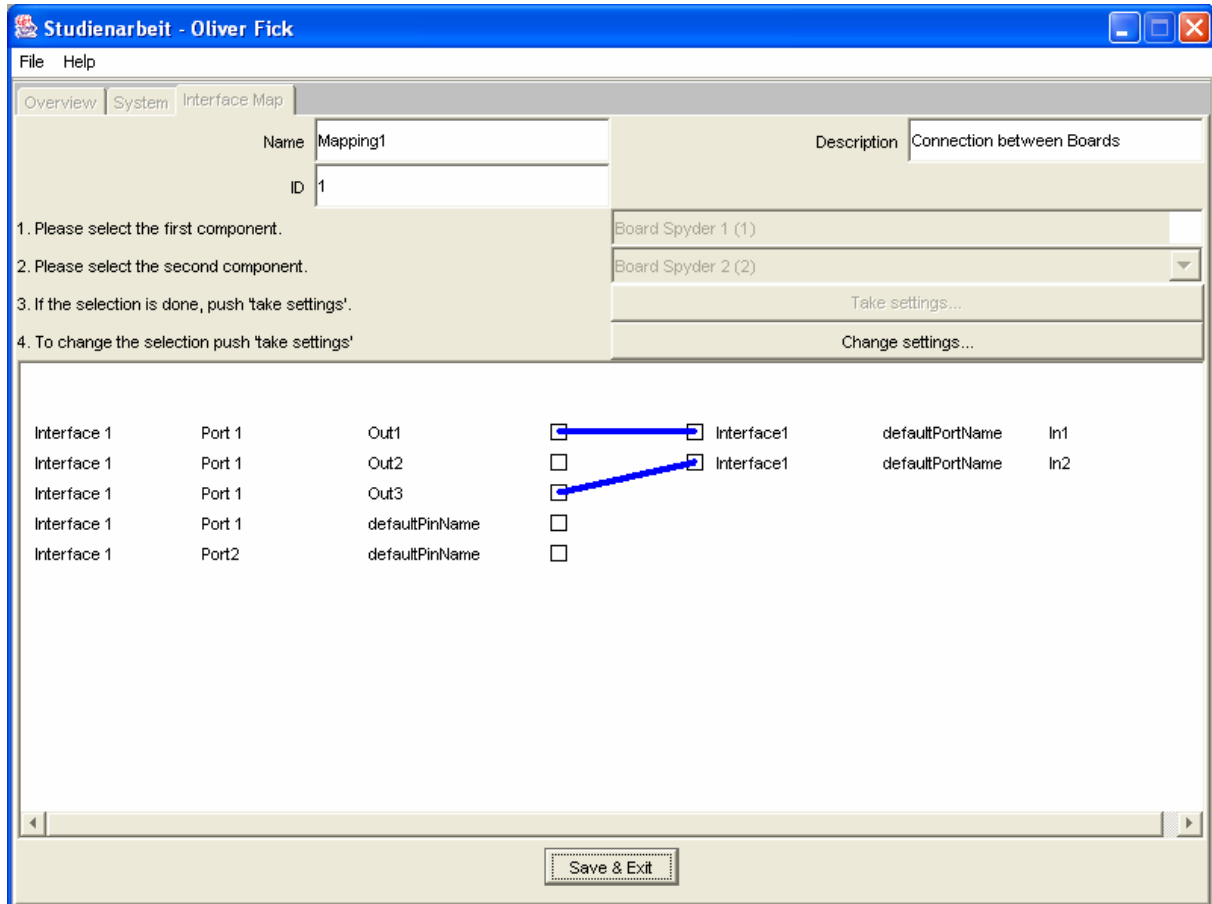 Studienarbeit - Oliver Fick
File Help
Overview System Interface Map
Name Mapping1 Description Connection between Boards
ID 1
1. Please select the first component. Board Spyder 1 (1)
2. Please select the second component. Board Spyder 2 (2)
3. If the selection is done, push 'take settings'. Take settings...
4. To change the selection push 'take settings' Change settings...
Interface 1 Port 1 Out1 Interface1 defaultPortName In1
Interface 1 Port 1 Out2 Interface1 defaultPortName In2
Interface 1 Port 1 Out3
Interface 1 Port 1 defaultPinName
Interface 1 Port2 defaultPinName
Save & Exit